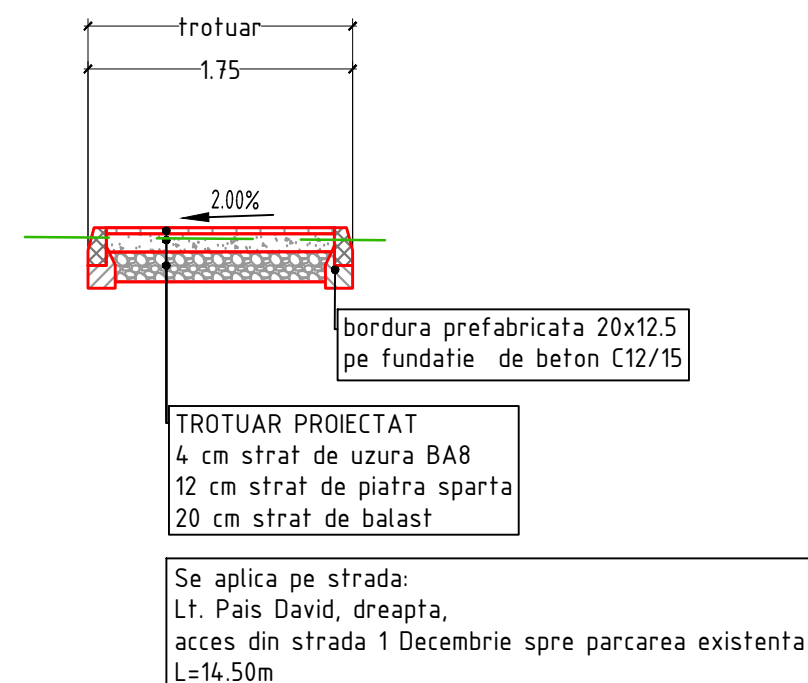 trotuar
1.75
2.00%
bordura prefabricata 20x12.5
pe fundatie de beton C12/15
TROTUAR PROIECTAT
4 cm strat de uzura BA8
12 cm strat de piatra sparta
20 cm strat de balast
Se aplica pe strada:
Lt. Pais David, dreapta,
acces din strada 1 Decembrie spre parcarea existenta
L=14.50m